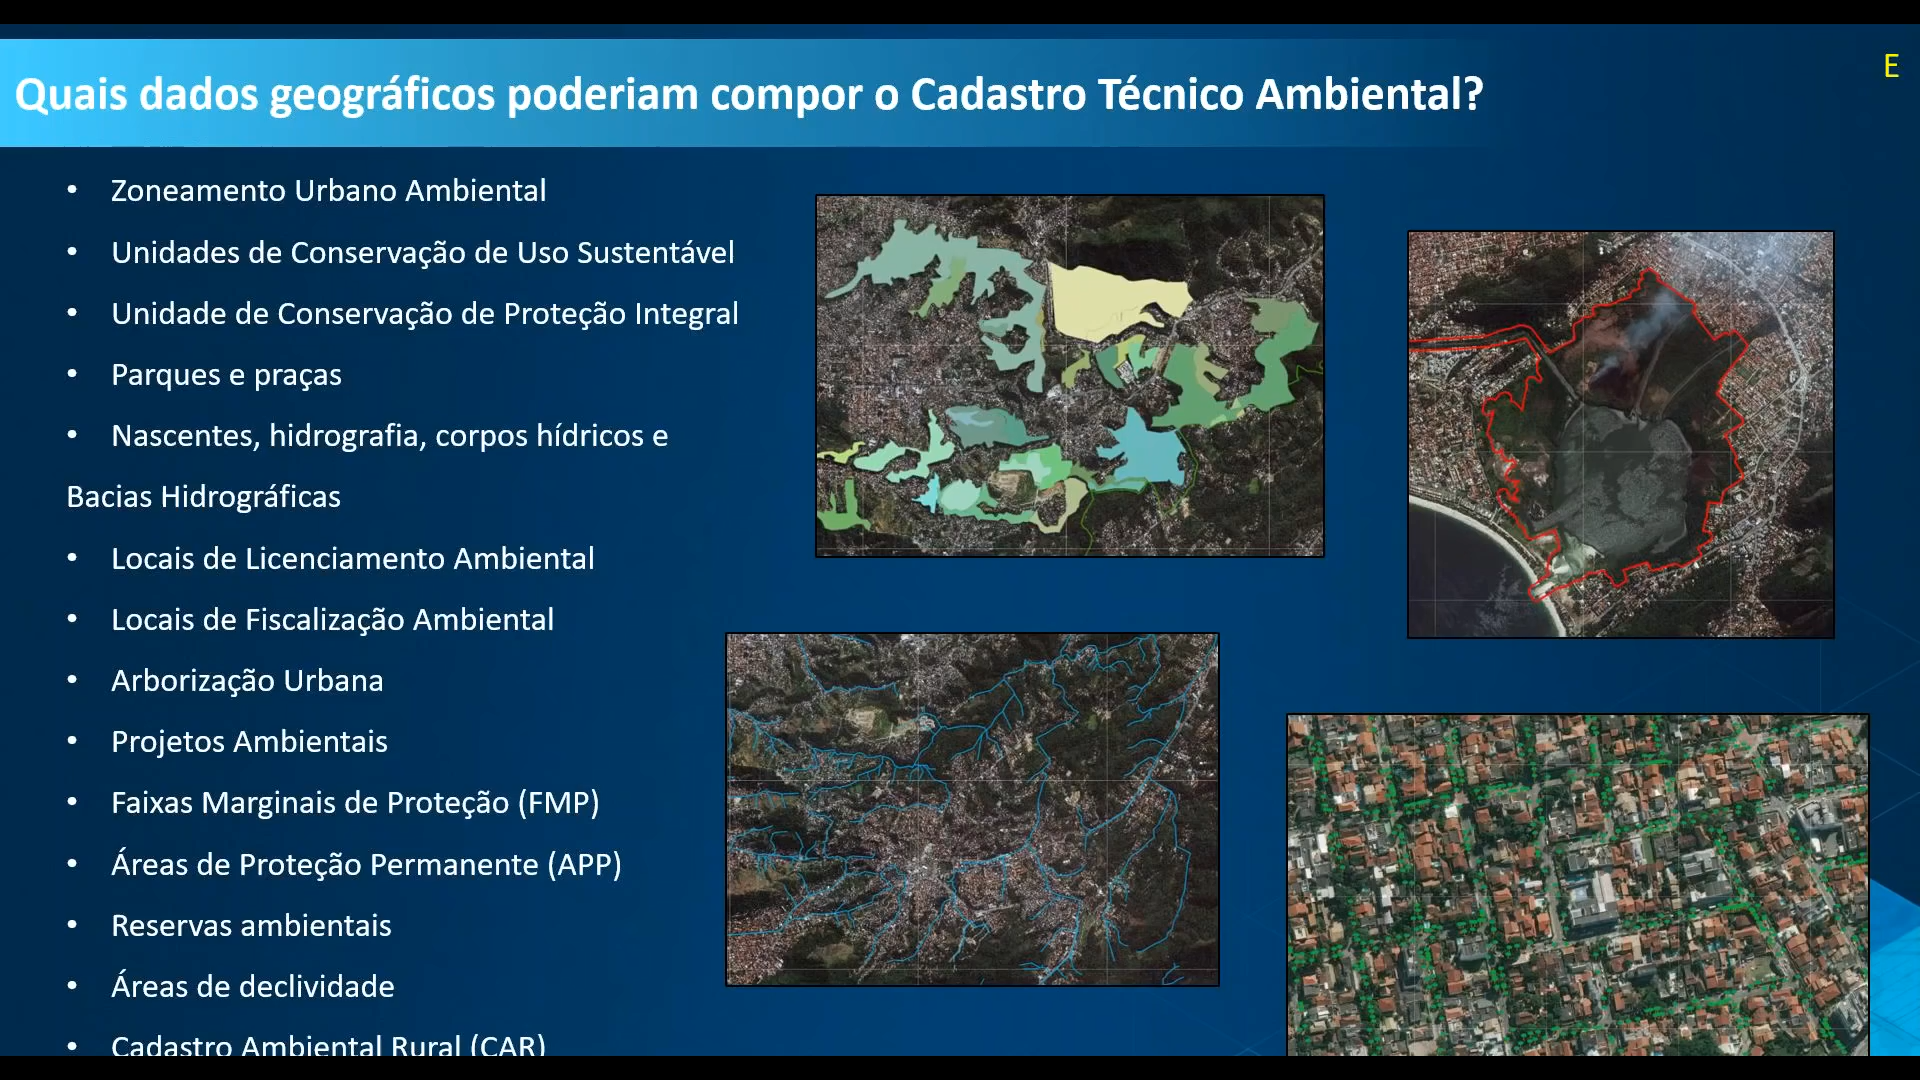 Quais dados geográficos poderiam compor o Cadastro Técnico Ambiental?
E
• Zoneamento Urbano Ambiental
• Unidades de Conservação de Uso Sustentável
• Unidade de Conservação de Proteção Integral
• Parques e praças
• Nascentes, hidrografia, corpos hídricos e
Bacias Hidrográficas
• Locais de Licenciamento Ambiental
• Locais de Fiscalização Ambiental
• Arborização Urbana
• Projetos Ambientais
• Faixas Marginais de Proteção (FMP)
• Áreas de Proteção Permanente (APP)
• Reservas ambientais
• Áreas de declividade
• Cadastro Ambiental Rural (CAR)